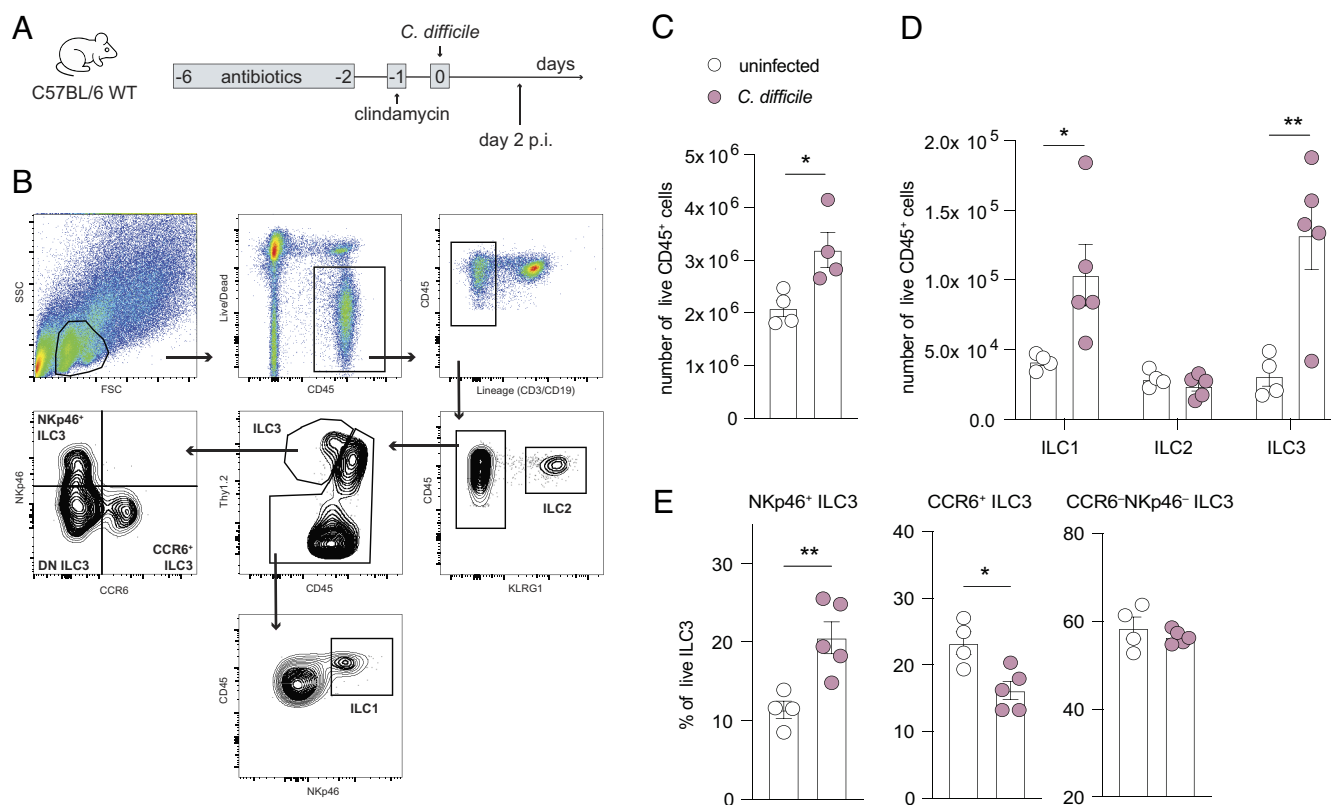 A
C57BL/6 WT
C. difficile
-6 antibiotics -2 -1 0 days
clindamycin
day 2 p.i.
B
SSC
FSC
Live/Dead
CD45
CD45
Lineage (CD3/CD19)
NKp46⁺
ILC3
NKp46
DN ILC3
CCR6⁺
ILC3
CCR6
ILC3
Thy1.2
CD45
CD45
ILC2
KLRG1
CD45
ILC1
NKp46
C
uninfected
C. difficile
number of live CD45⁺ cells
5x 10⁶
4x 10⁶
3x 10⁶
2x 10⁶
1x 10⁶
0
*
D
number of live CD45⁺ cells
2.0x 10⁵
1.5x 10⁵
1.0x 10⁵
5.0x 10⁴
0.0
*
**
ILC1 ILC2 ILC3
E
NKp46⁺ ILC3
% of live ILC3
30
20
10
0
**
CCR6⁺ ILC3
40
30
20
10
0
*
CCR6⁻NKp46⁻ ILC3
80
60
40
20